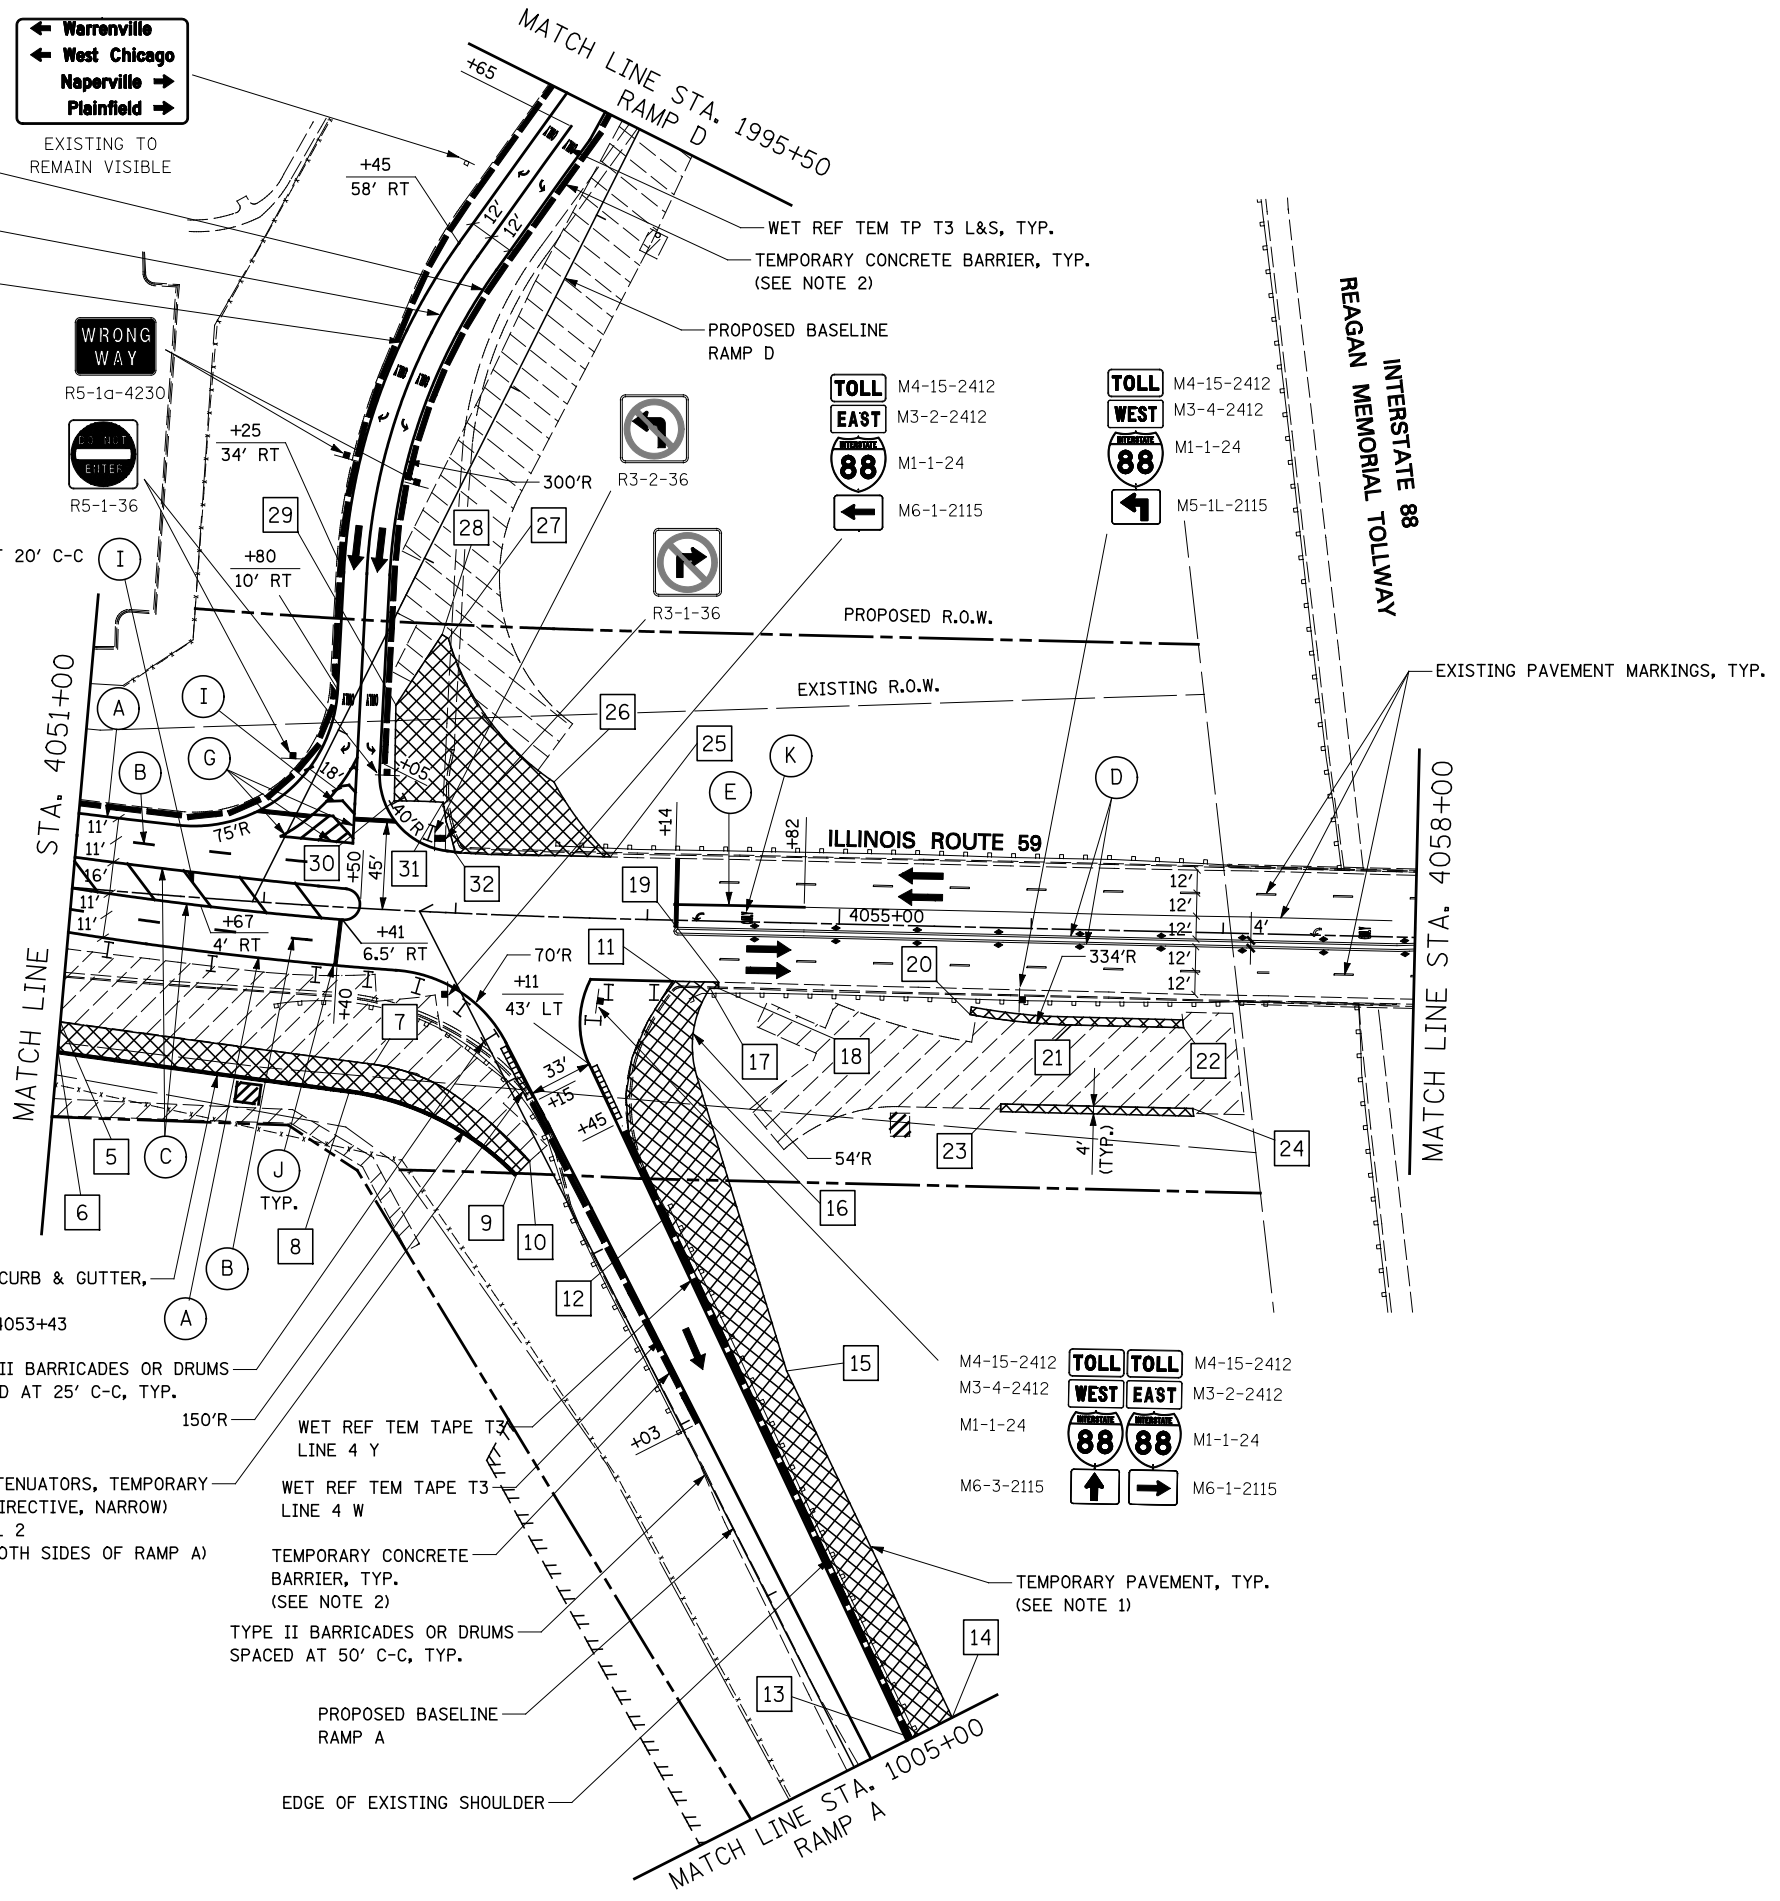 Warrenville
West Chicago
Naperville
Plainfield
EXISTING TO
REMAIN VISIBLE
MATCH LINE STA. 1995+50
RAMP D
+65
+45
58' RT
12'
12'
WET REF TEM TP T3 L&S, TYP.
TEMPORARY CONCRETE BARRIER, TYP.
(SEE NOTE 2)
PROPOSED BASELINE
RAMP D
INTERSTATE 88
REAGAN MEMORIAL TOLLWAY
WRONG
WAY
R5-1a-4230
DO NOT
ENTER
R5-1-36
+25
34' RT
300'R
R3-2-36
R3-1-36
TOLL M4-15-2412
EAST M3-2-2412
INTERSTATE
88 M1-1-24
M6-1-2115
TOLL M4-15-2412
WEST M3-4-2412
INTERSTATE
88 M1-1-24
M5-1L-2115
29
28
27
T 20' C-C
I
+80
10' RT
PROPOSED R.O.W.
EXISTING R.O.W.
EXISTING PAVEMENT MARKINGS, TYP.
MATCH LINE STA. 4051+00
A
I
B
G
26
25
K
E
D
18'
+05
40'R
75'R
11'
11'
16'
11'
11'
30
+50
45'
31
32
19
+14
+82
ILLINOIS ROUTE 59
4055+00
12'
12'
12'
12'
12'
4'
MATCH LINE STA. 4058+00
+67
4' RT
+41
6.5' RT
+40
7
70'R
11
+11
43' LT
20
334'R
17
18
21
22
33'
+15
+45
54'R
23
4'
(TYP.)
24
5
6
C
J
TYP.
8
9
10
16
12
B
A
CURB & GUTTER,
4053+43
II BARRICADES OR DRUMS
D AT 25' C-C, TYP.
150'R
TENUATORS, TEMPORARY
IRECTIVE, NARROW)
L 2
OTH SIDES OF RAMP A)
15
WET REF TEM TAPE T3
LINE 4 Y
+03
WET REF TEM TAPE T3
LINE 4 W
TEMPORARY CONCRETE
BARRIER, TYP.
(SEE NOTE 2)
TYPE II BARRICADES OR DRUMS
SPACED AT 50' C-C, TYP.
PROPOSED BASELINE
RAMP A
EDGE OF EXISTING SHOULDER
M4-15-2412 TOLL TOLL M4-15-2412
M3-4-2412 WEST EAST M3-2-2412
M1-1-24 INTERSTATE 88 INTERSTATE 88 M1-1-24
M6-3-2115 M6-1-2115
TEMPORARY PAVEMENT, TYP.
(SEE NOTE 1)
14
13
MATCH LINE STA. 1005+00
RAMP A